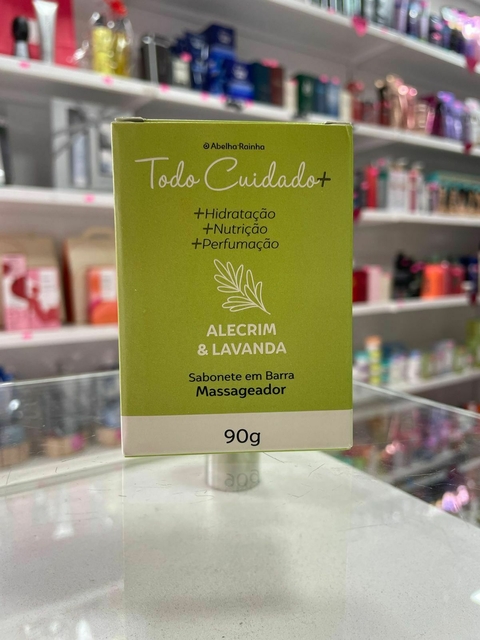 Abelha Rainha
Todo Cuidado+
+Hidratação
+Nutrição
+Perfumação
ALECRIM
& LAVANDA
Sabonete em Barra
Massageador
90g